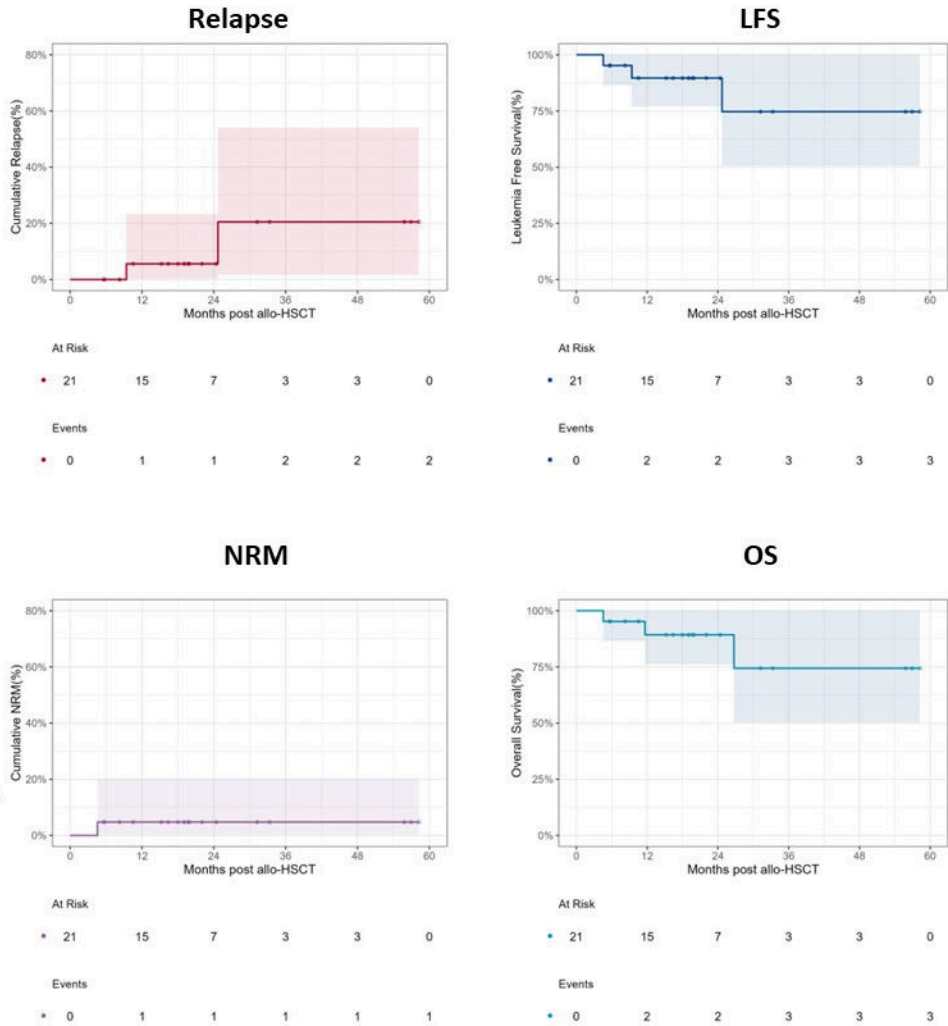 Relapse
80%
60%
40%
20%
0%
Cumulative Relapse(%)
0 12 24 36 48 60
Months post allo-HSCT
At Risk
21 15 7 3 3 0
Events
0 1 1 2 2 2
LFS
100%
75%
50%
25%
0%
Leukemia Free Survival(%)
0 12 24 36 48 60
Months post allo-HSCT
At Risk
21 15 7 3 3 0
Events
0 2 2 3 3 3
NRM
80%
60%
40%
20%
0%
Cumulative NRM(%)
0 12 24 36 48 60
Months post allo-HSCT
At Risk
21 15 7 3 3 0
Events
0 1 1 1 1 1
OS
100%
75%
50%
25%
0%
Overall Survival(%)
0 12 24 36 48 60
Months post allo-HSCT
At Risk
21 15 7 3 3 0
Events
0 2 2 3 3 3